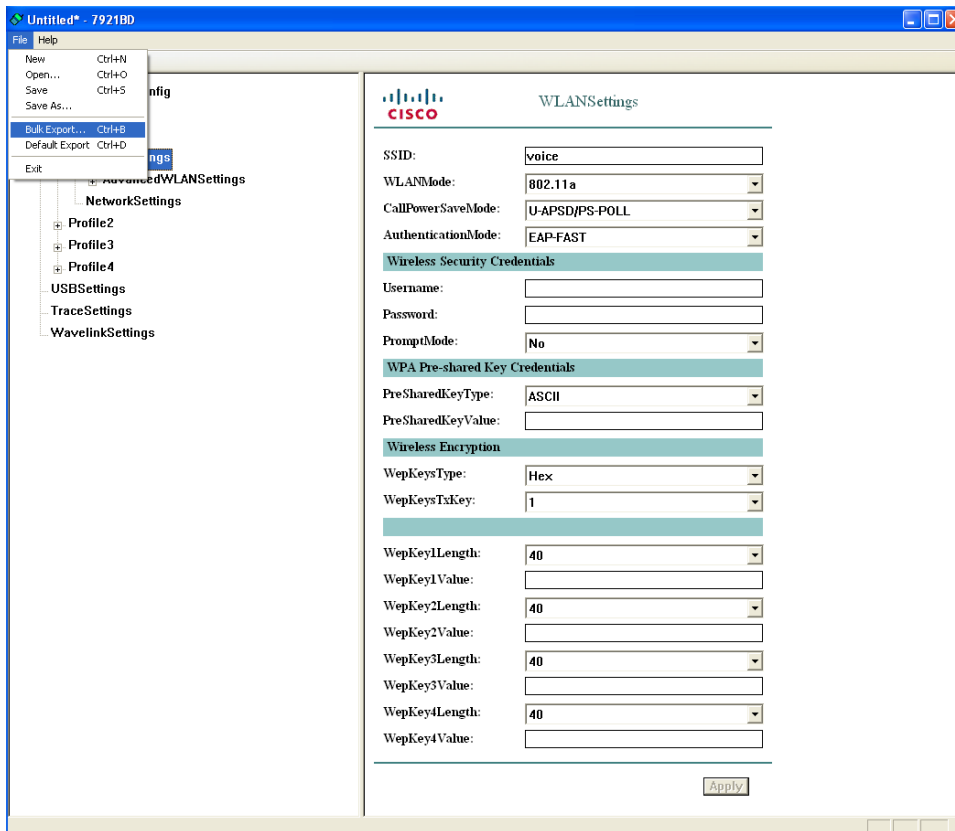 Untitled* - 7921BD
File Help
New Ctrl+N
Open... Ctrl+O
Save Ctrl+S
Save As...
Bulk Export... Ctrl+B
Default Export Ctrl+D
Exit
nfig
ngs
AdvancedWLANSettings
NetworkSettings
Profile2
Profile3
Profile4
USBSettings
TraceSettings
WavelinkSettings
CISCO
WLANSettings
SSID: voice
WLANMode: 802.11a
CallPowerSaveMode: U-APSD/PS-POLL
AuthenticationMode: EAP-FAST
Wireless Security Credentials
Username:
Password:
PromptMode: No
WPA Pre-shared Key Credentials
PreSharedKeyType: ASCII
PreSharedKeyValue:
Wireless Encryption
WepKeysType: Hex
WepKeysTxKey: 1
WepKey1Length: 40
WepKey1Value:
WepKey2Length: 40
WepKey2Value:
WepKey3Length: 40
WepKey3Value:
WepKey4Length: 40
WepKey4Value:
Apply